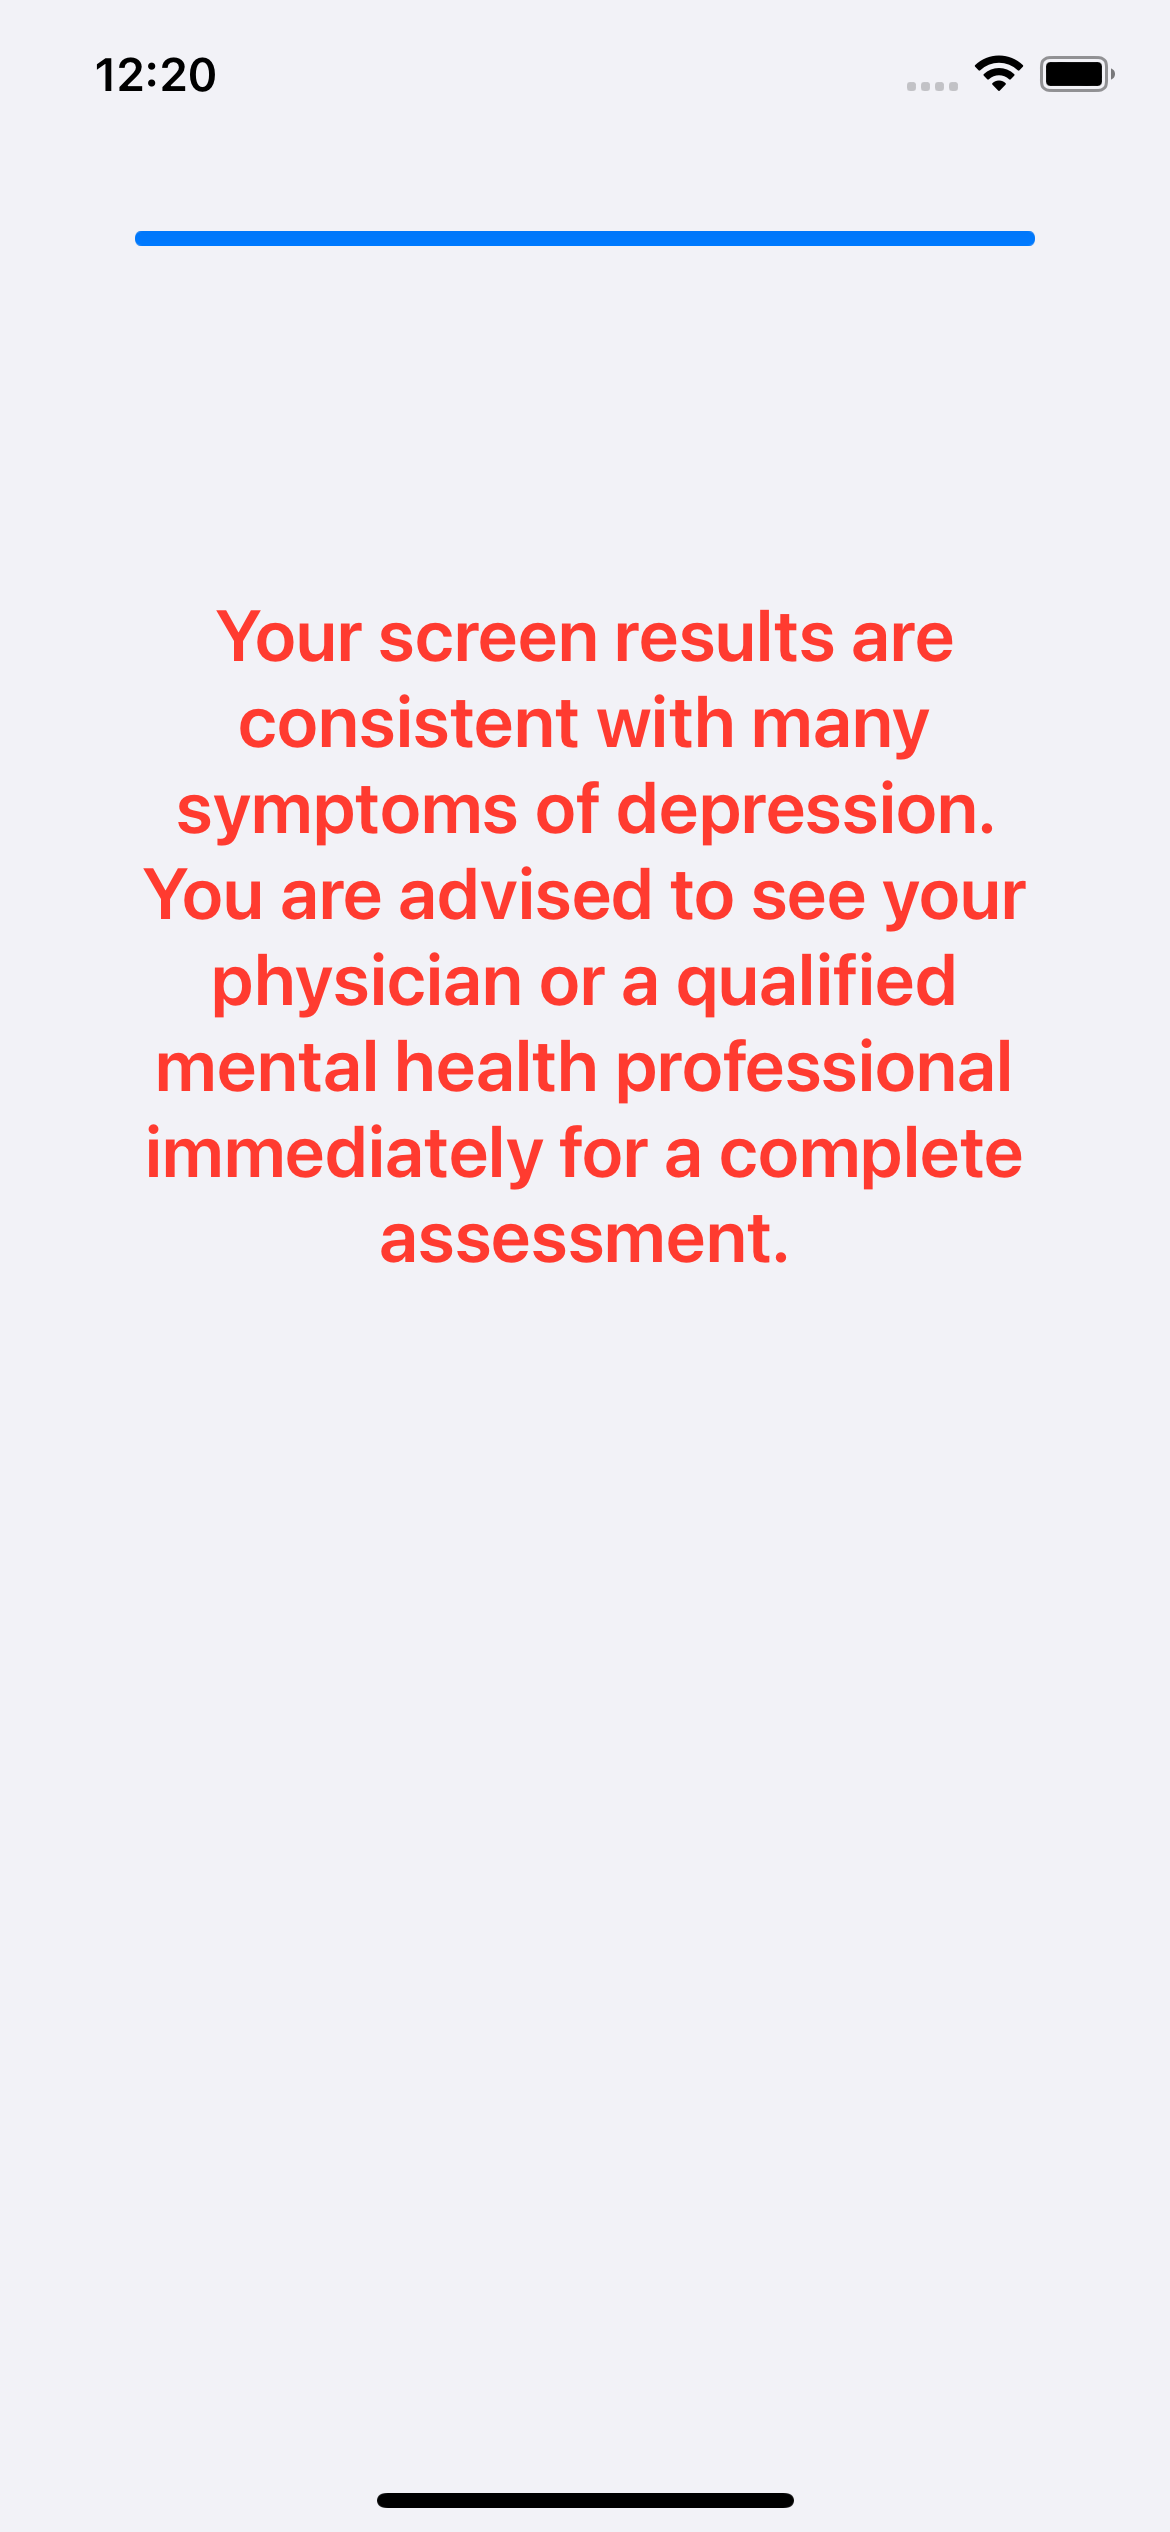 12:20
Your screen results are
consistent with many
symptoms of depression.
You are advised to see your
physician or a qualified
mental health professional
immediately for a complete
assessment.